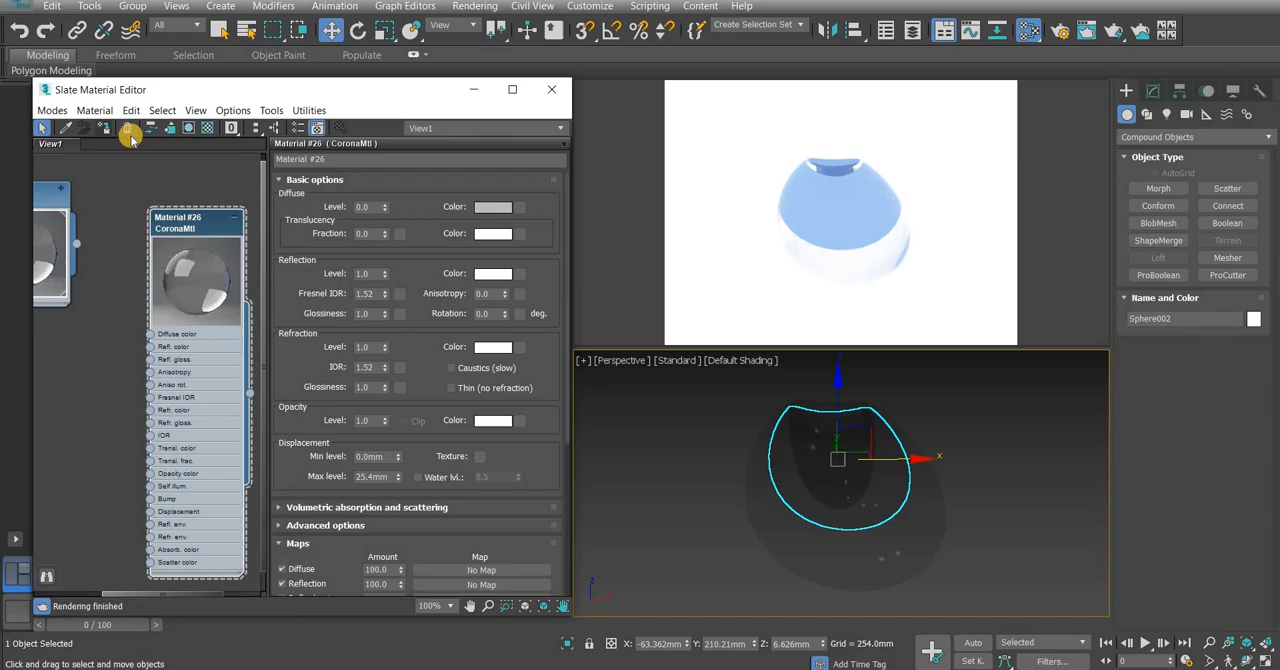 Edit Tools Group Views Create Modifiers Animation Graph Editors Rendering Civil View Customize Scripting Content Help
All View Create Selection Set
Modeling Freeform Selection Object Paint Populate
Polygon Modeling
Slate Material Editor
Modes Material Edit Select View Options Tools Utilities
View1
View1
Material #26
CoronaMtl
Diffuse color
Refl. color
Refl. gloss.
Anisotropy
Aniso rot.
Fresnel IOR
Refr. color
Refr. gloss.
IOR
Transl. color
Transl. frac.
Opacity color
Self illum.
Bump
Displacement
Refl. env.
Refr. env.
Absorb. color
Scatter color
Material #26 ( CoronaMtl )
Material #26
Basic options
Diffuse
Level: 0.0 Color:
Translucency
Fraction: 0.0 Color:
Reflection
Level: 1.0 Color:
Fresnel IOR: 1.52 Anisotropy: 0.0
Glossiness: 1.0 Rotation: 0.0 deg.
Refraction
Level: 1.0 Color:
IOR: 1.52 Caustics (slow)
Glossiness: 1.0 Thin (no refraction)
Opacity
Level: 1.0 Clip Color:
Displacement
Min level: 0.0mm Texture:
Max level: 25.4mm Water lvl.: 0.5
Volumetric absorption and scattering
Advanced options
Maps
Amount Map
Diffuse 100.0 No Map
Reflection 100.0 No Map
Rendering finished 100%
[+] [Perspective ] [Standard ] [Default Shading ]
z
x
Compound Objects
Object Type
AutoGrid
Morph Scatter
Conform Connect
BlobMesh Boolean
ShapeMerge Terrain
Loft Mesher
ProBoolean ProCutter
Name and Color
Sphere002
0 / 100
1 Object Selected
X: -63.362mm Y: 210.21mm Z: 6.626mm Grid = 254.0mm
Auto Selected
Click and drag to select and move objects
Add Time Tag
Set K. Filters... 0